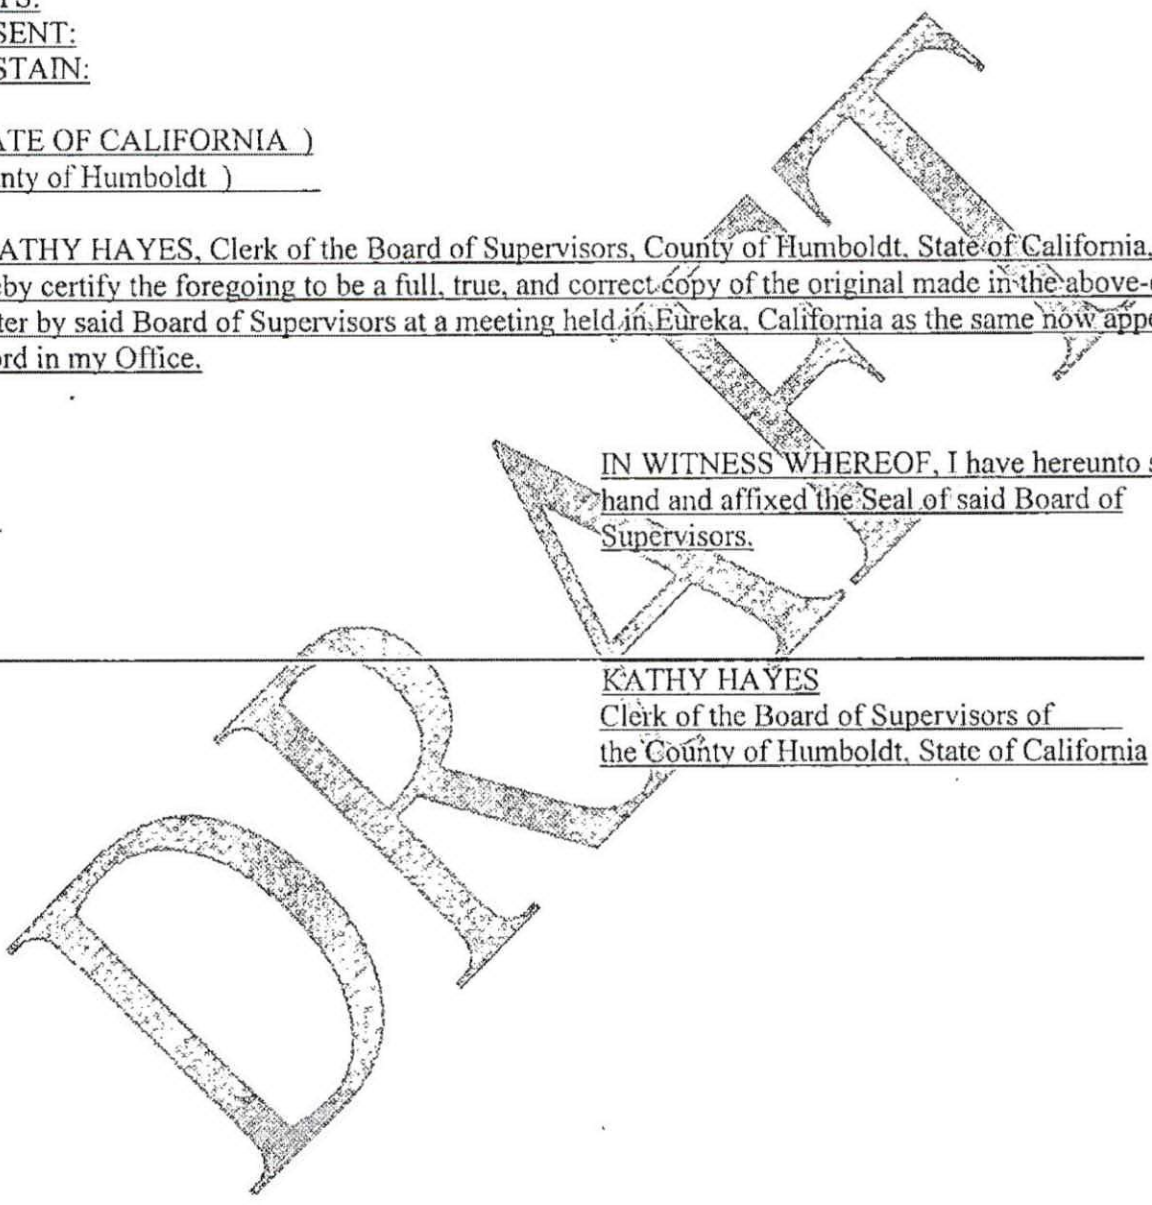 TS:
SENT:
STAIN:
ATE OF CALIFORNIA )
nty of Humboldt )
ATHY HAYES, Clerk of the Board of Supervisors, County of Humboldt, State of California,
eby certify the foregoing to be a full, true, and correct copy of the original made in the above-
ter by said Board of Supervisors at a meeting held in Eureka, California as the same now appe
ord in my Office.
IN WITNESS WHEREOF, I have hereunto s
hand and affixed the Seal of said Board of
Supervisors.
KATHY HAYES
Clerk of the Board of Supervisors of
the County of Humboldt, State of California
DRAFT